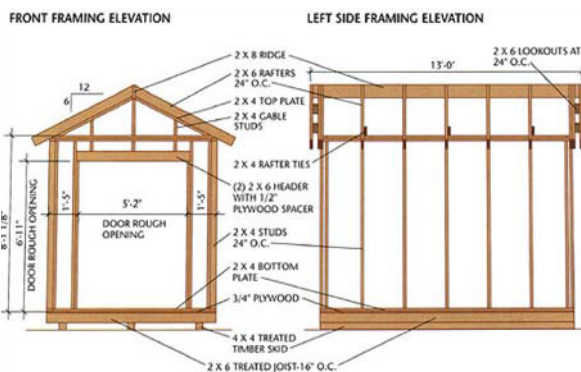 FRONT FRAMING ELEVATION
LEFT SIDE FRAMING ELEVATION
12
6
2 X 8 RIDGE
2 X 6 RAFTERS
24" O.C.
2 X 4 TOP PLATE
2 X 4 GABLE
STUDS
13'-0'
2 X 6 LOOKOUTS AT
24" O.C.
2 X 4 RAFTER TIES
(2) 2 X 6 HEADER
WITH 1/2"
PLYWOOD SPACER
8'-1 1/8"
6'-11"
DOOR ROUGH OPENING
1'-5"
5'-2"
1'-5"
DOOR ROUGH
OPENING
2 X 4 STUDS
24" O.C.
2 X 4 BOTTOM
PLATE
3/4" PLYWOOD
4 X 4 TREATED
TIMBER SKID
2 X 6 TREATED JOIST-16" O.C.